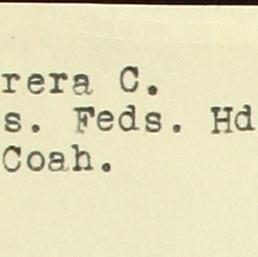 rera C.
s. Feds. Hd
Coah.